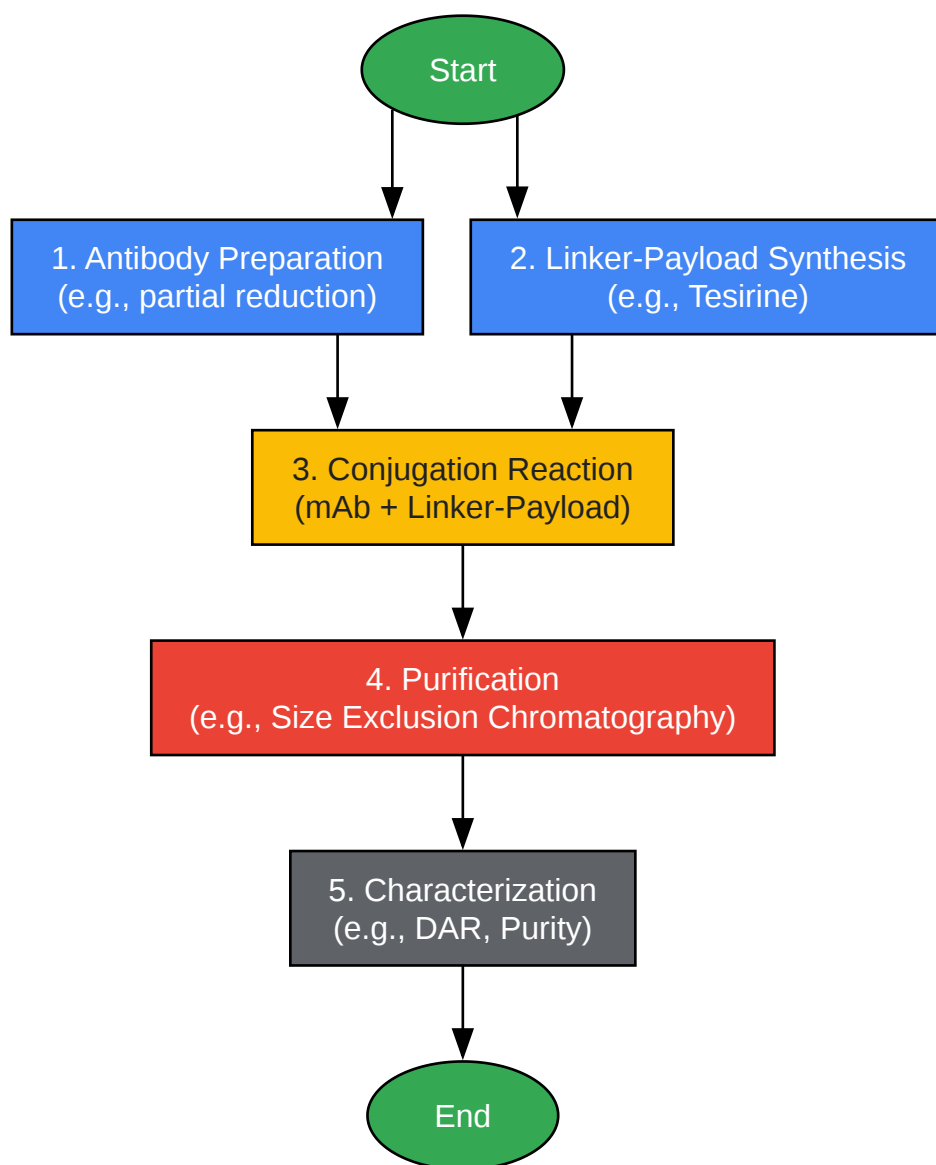 Start
1. Antibody Preparation
(e.g., partial reduction)
2. Linker-Payload Synthesis
(e.g., Tesirine)
3. Conjugation Reaction
(mAb + Linker-Payload)
4. Purification
(e.g., Size Exclusion Chromatography)
5. Characterization
(e.g., DAR, Purity)
End